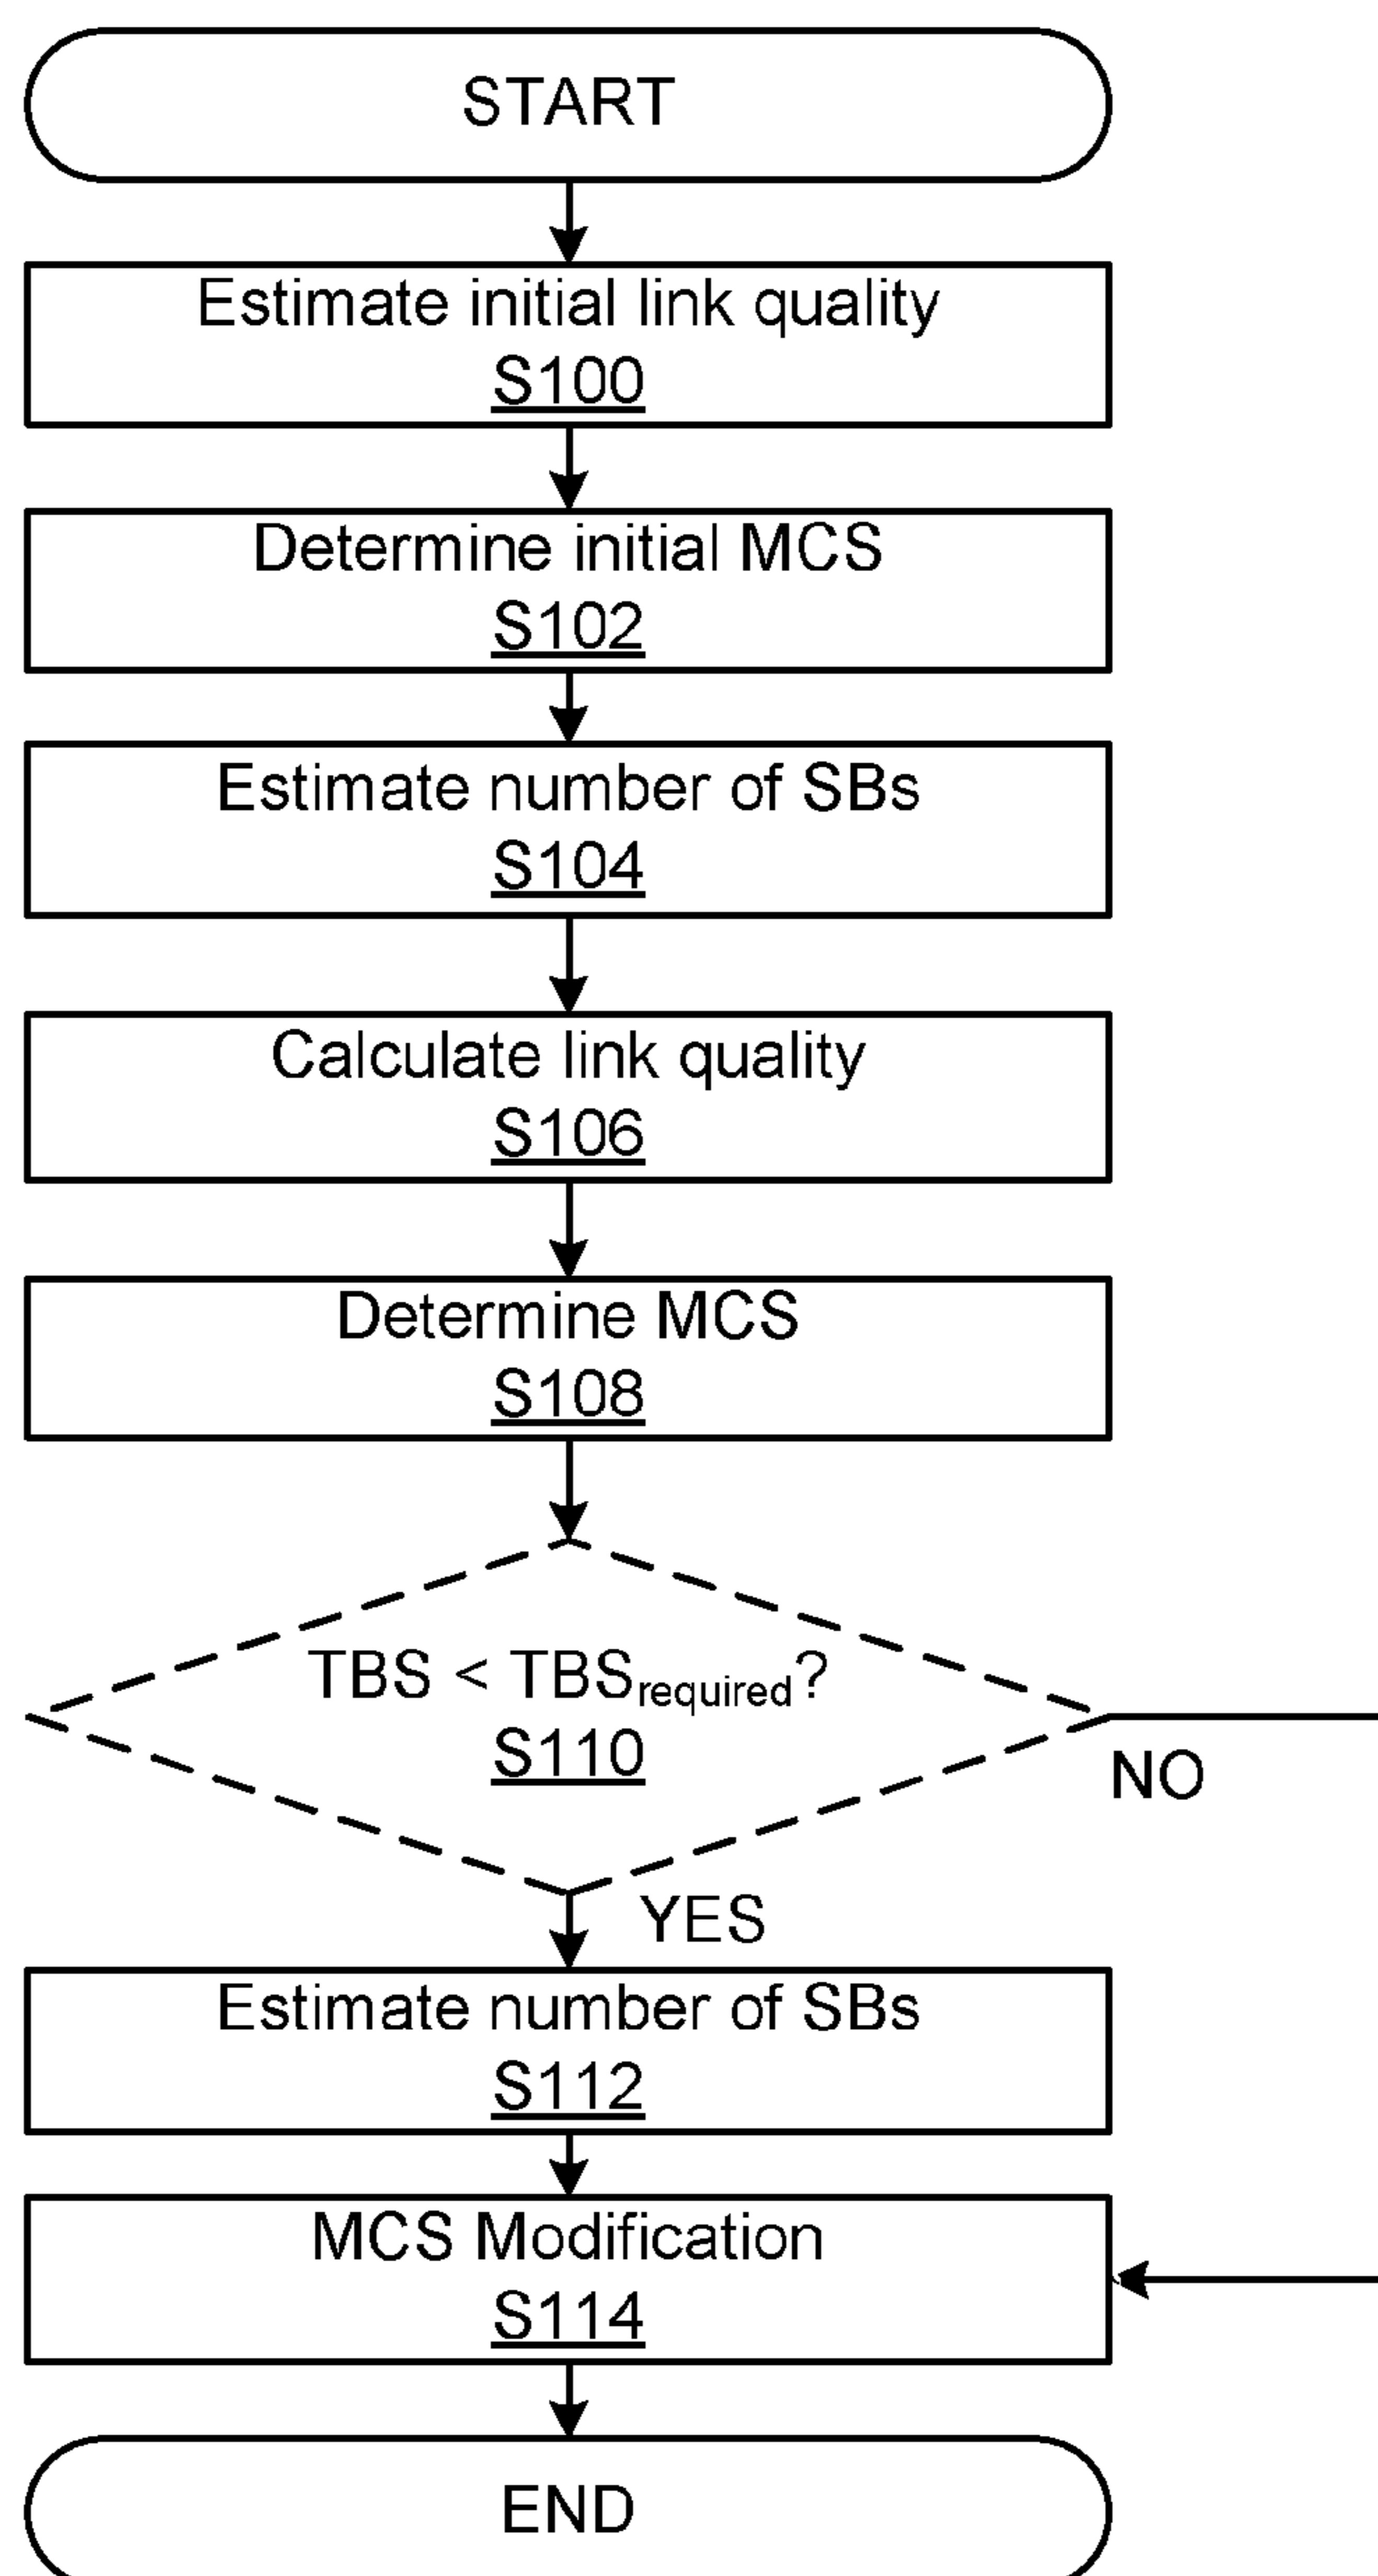 START
Estimate initial link quality
S100
Determine initial MCS
S102
Estimate number of SBs
S104
Calculate link quality
S106
Determine MCS
S108
TBS < TBSrequired?
S110
NO
YES
Estimate number of SBs
S112
MCS Modification
S114
END